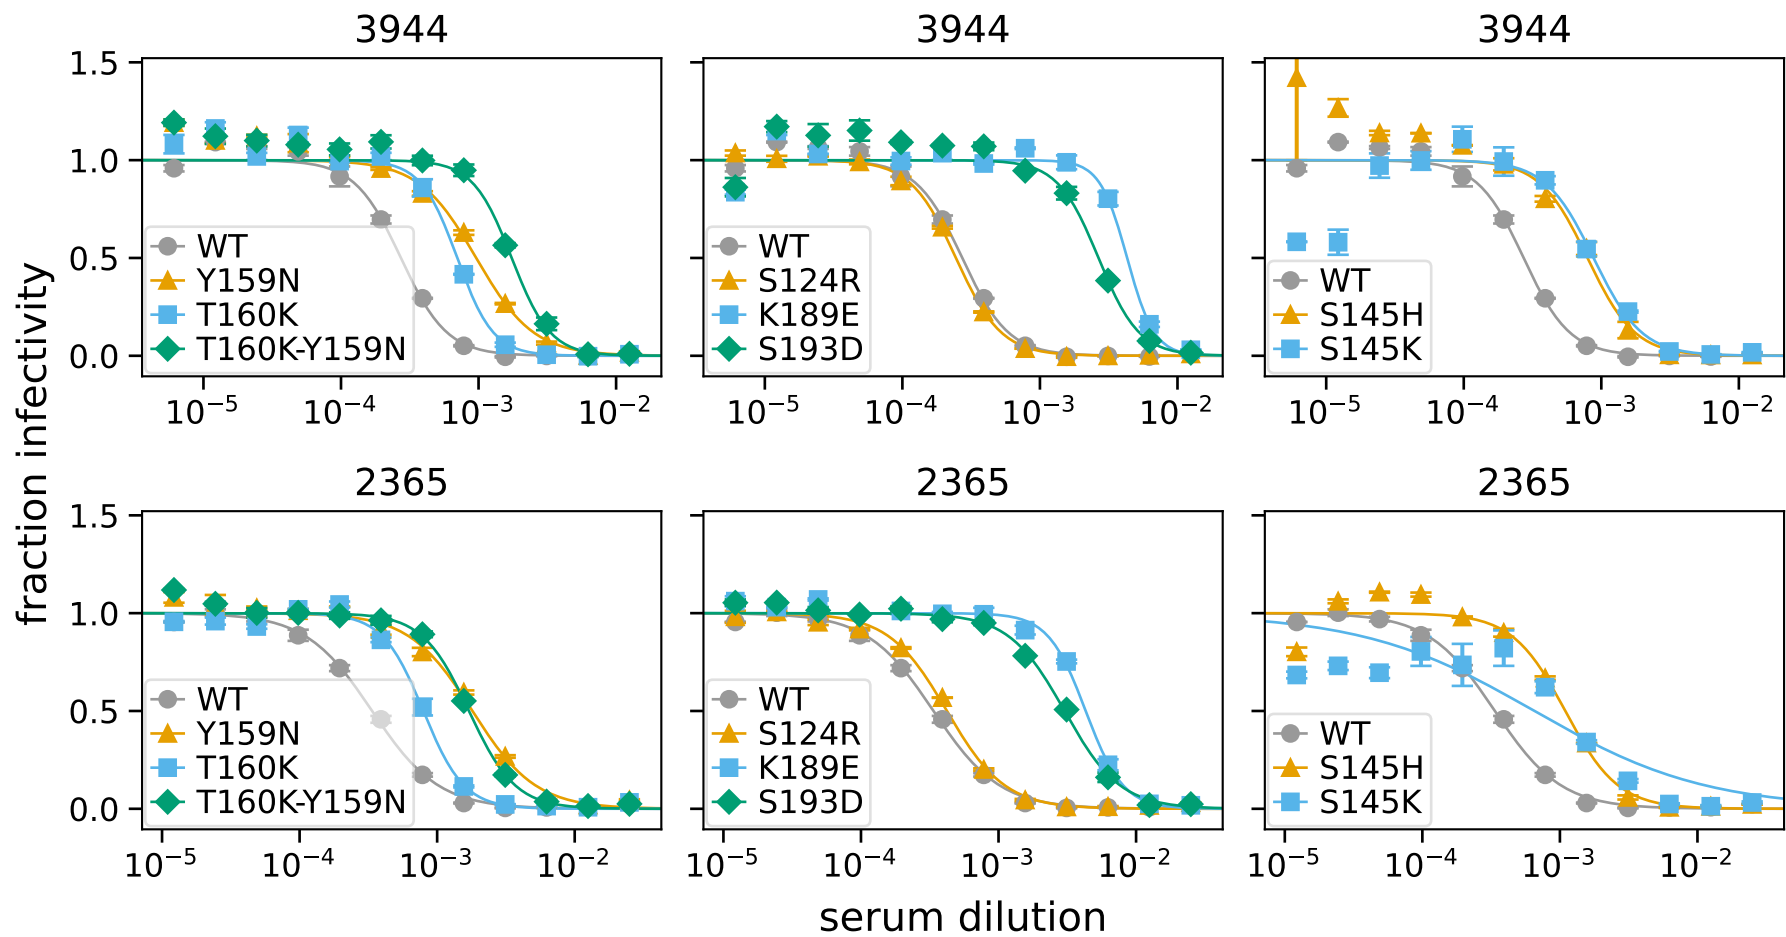 fraction infectivity
3944
1.5
1.0
0.5
0.0
WT
Y159N
T160K
T160K-Y159N
10⁻⁵ 10⁻⁴ 10⁻³ 10⁻²
3944
WT
S124R
K189E
S193D
10⁻⁵ 10⁻⁴ 10⁻³ 10⁻²
3944
WT
S145H
S145K
10⁻⁵ 10⁻⁴ 10⁻³ 10⁻²
2365
1.5
1.0
0.5
0.0
WT
Y159N
T160K
T160K-Y159N
10⁻⁵ 10⁻⁴ 10⁻³ 10⁻²
2365
WT
S124R
K189E
S193D
10⁻⁵ 10⁻⁴ 10⁻³ 10⁻²
2365
WT
S145H
S145K
10⁻⁵ 10⁻⁴ 10⁻³ 10⁻²
serum dilution